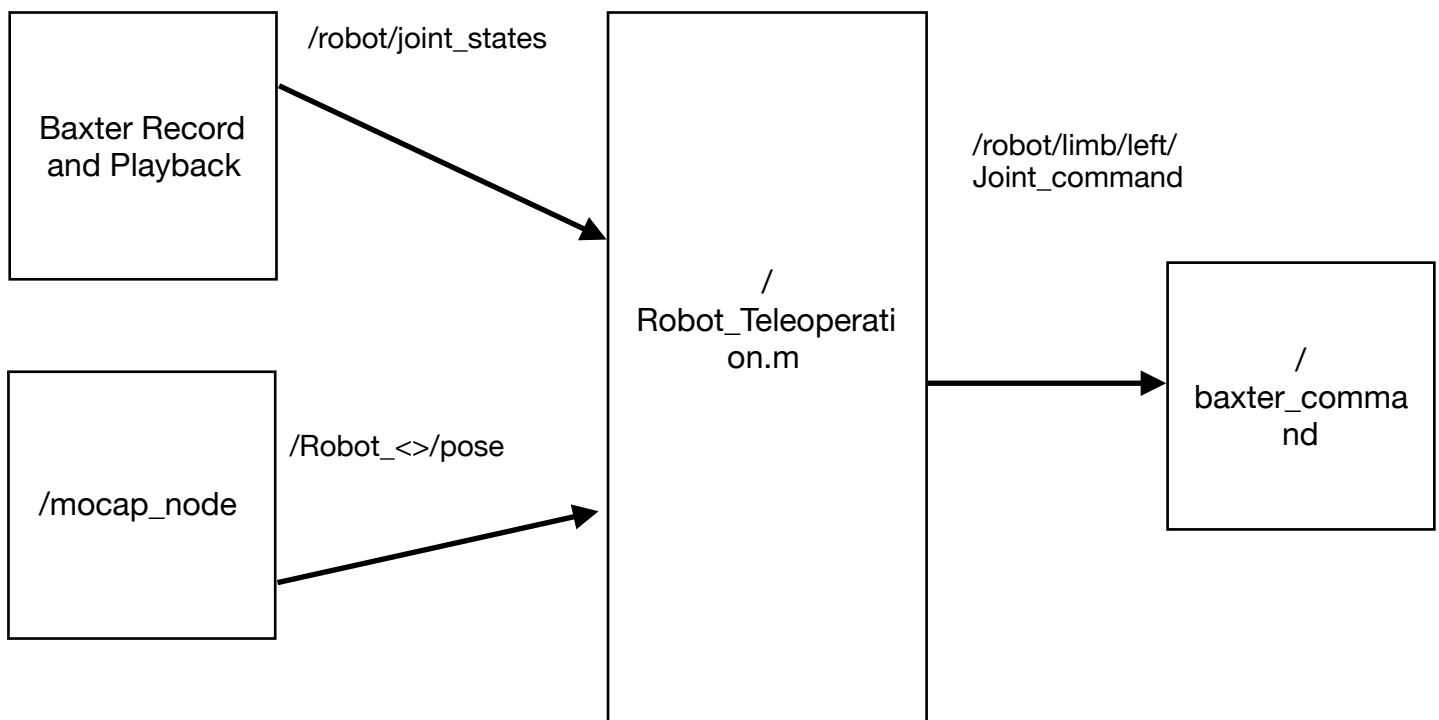 /robot/joint_states
Baxter Record
and Playback
/robot/limb/left/
Joint_command
/
Robot_Teleoperati
on.m
/
baxter_comma
nd
/Robot_<>/pose
/mocap_node